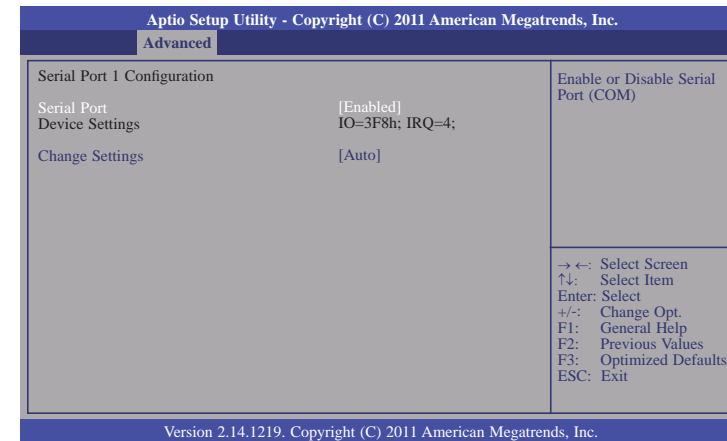 Aptio Setup Utility - Copyright (C) 2011 American Megatrends, Inc.
Advanced
Serial Port 1 Configuration
Serial Port [Enabled]
Device Settings IO=3F8h; IRQ=4;
Change Settings [Auto]
Enable or Disable Serial
Port (COM)
→ ←: Select Screen
↑↓: Select Item
Enter: Select
+/-: Change Opt.
F1: General Help
F2: Previous Values
F3: Optimized Defaults
ESC: Exit
Version 2.14.1219. Copyright (C) 2011 American Megatrends, Inc.